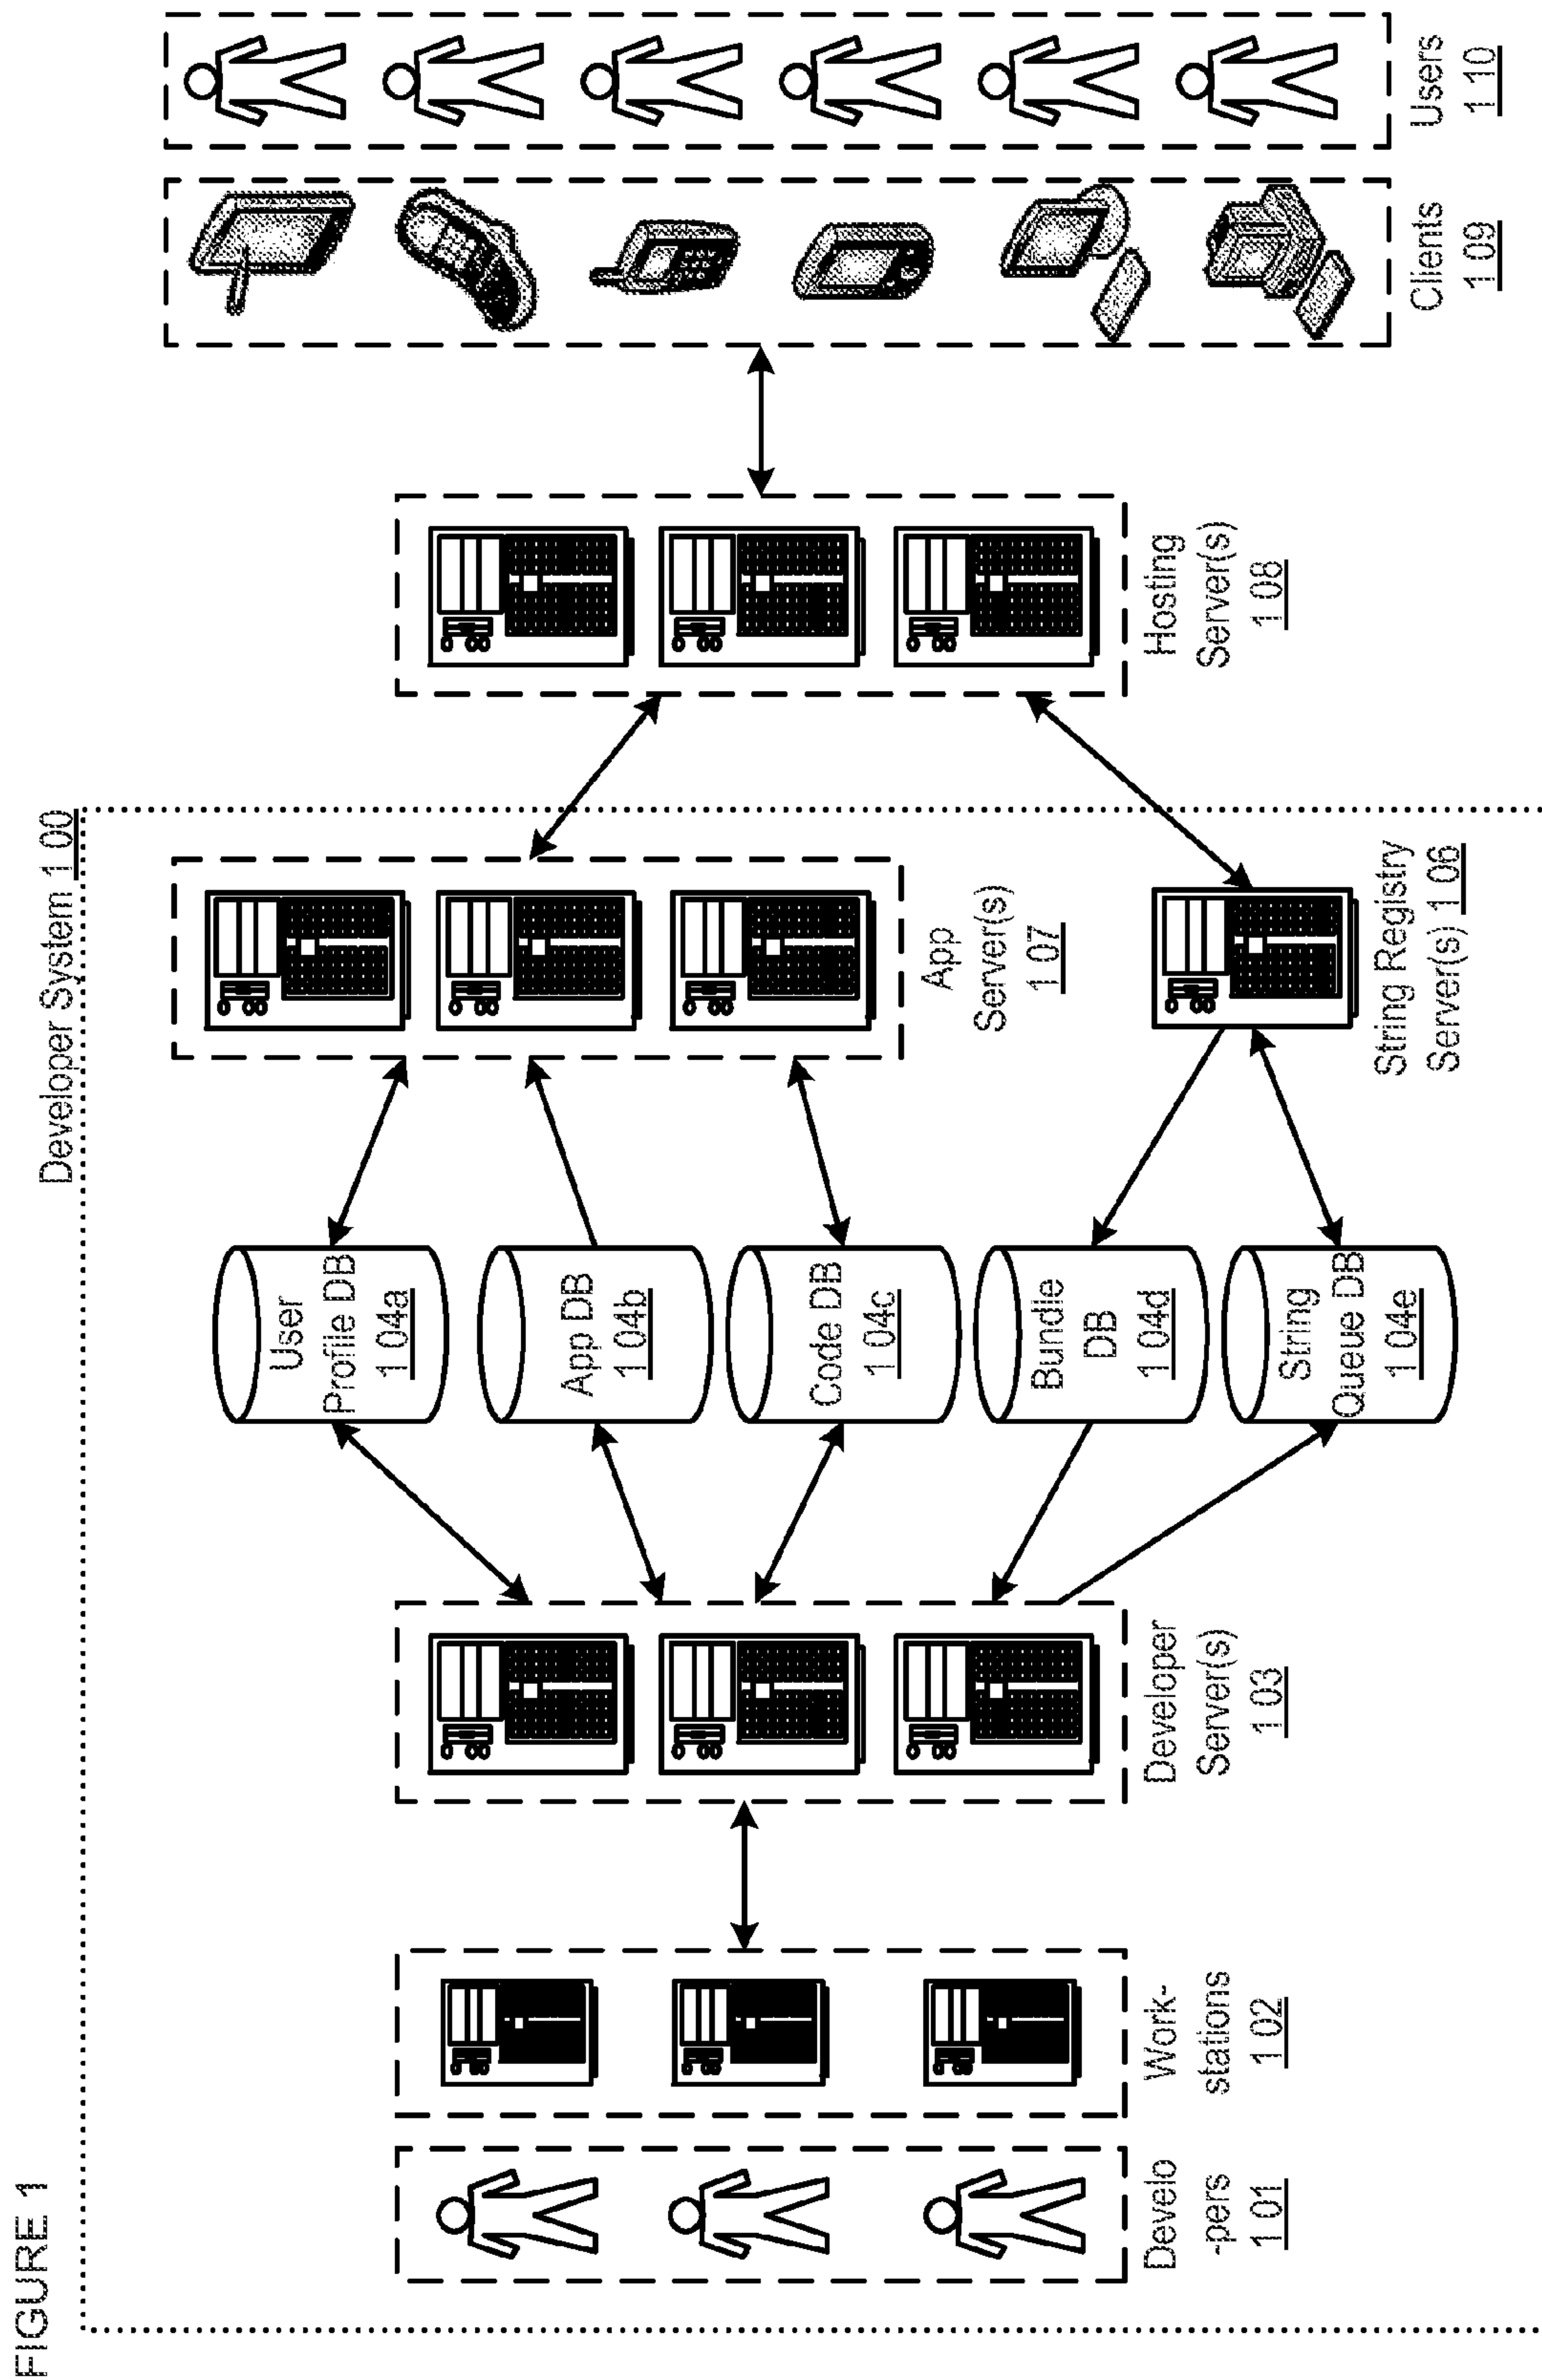 FIGURE 1
Developer System 100
Develo
-pers
101
Work-
stations
102
Developer
Server(s)
103
User
Profile DB
104a
App DB
104b
Code DB
104c
Bundle
DB
104d
String
Queue DB
104e
App
Server(s)
107
String Registry
Server(s) 106
Hosting
Server(s)
108
Clients
109
Users
110